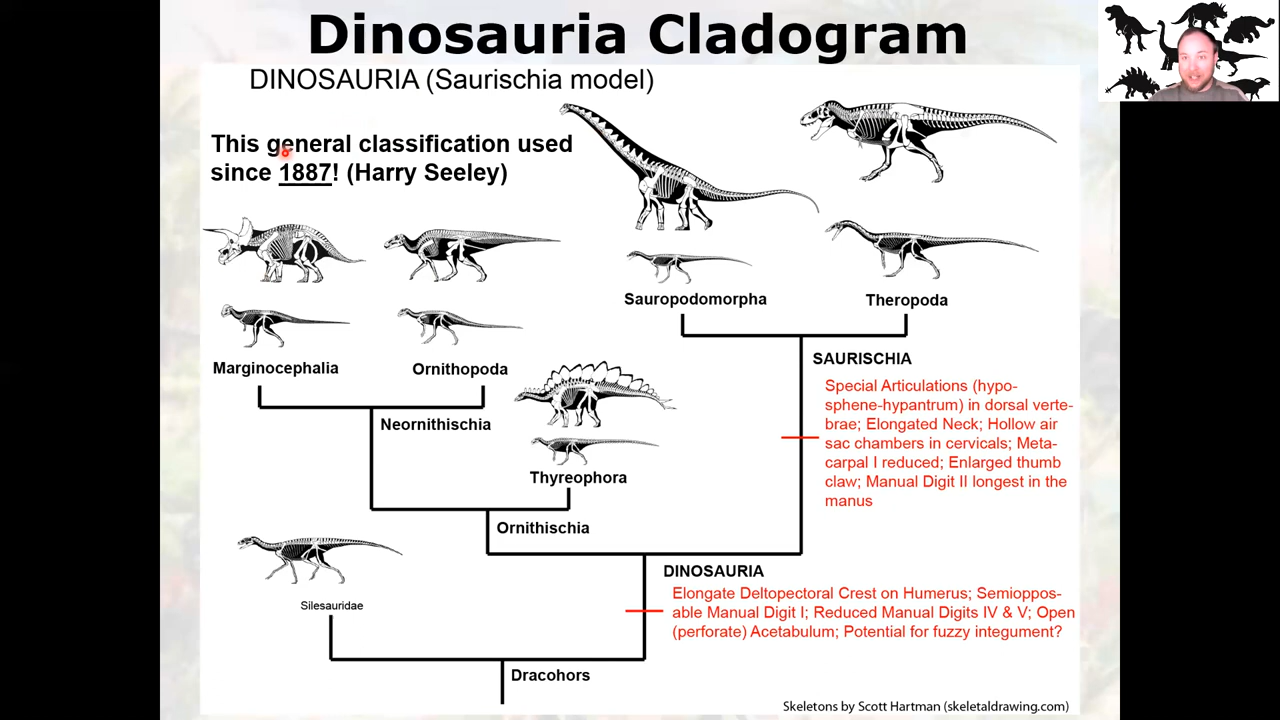 Dinosauria Cladogram
DINOSAURIA (Saurischia model)
This general classification used
since 1887! (Harry Seeley)
Sauropodomorpha
Theropoda
Marginocephalia
Ornithopoda
SAURISCHIA
Special Articulations (hypo-
sphene-hypantrum) in dorsal verte-
brae; Elongated Neck; Hollow air
sac chambers in cervicals; Meta-
carpal I reduced; Enlarged thumb
claw; Manual Digit II longest in the
manus
Neornithischia
Thyreophora
Ornithischia
DINOSAURIA
Elongate Deltopectoral Crest on Humerus; Semioppos-
able Manual Digit I; Reduced Manual Digits IV & V; Open
(perforate) Acetabulum; Potential for fuzzy integument?
Silesauridae
Dracohors
Skeletons by Scott Hartman (skeletaldrawing.com)